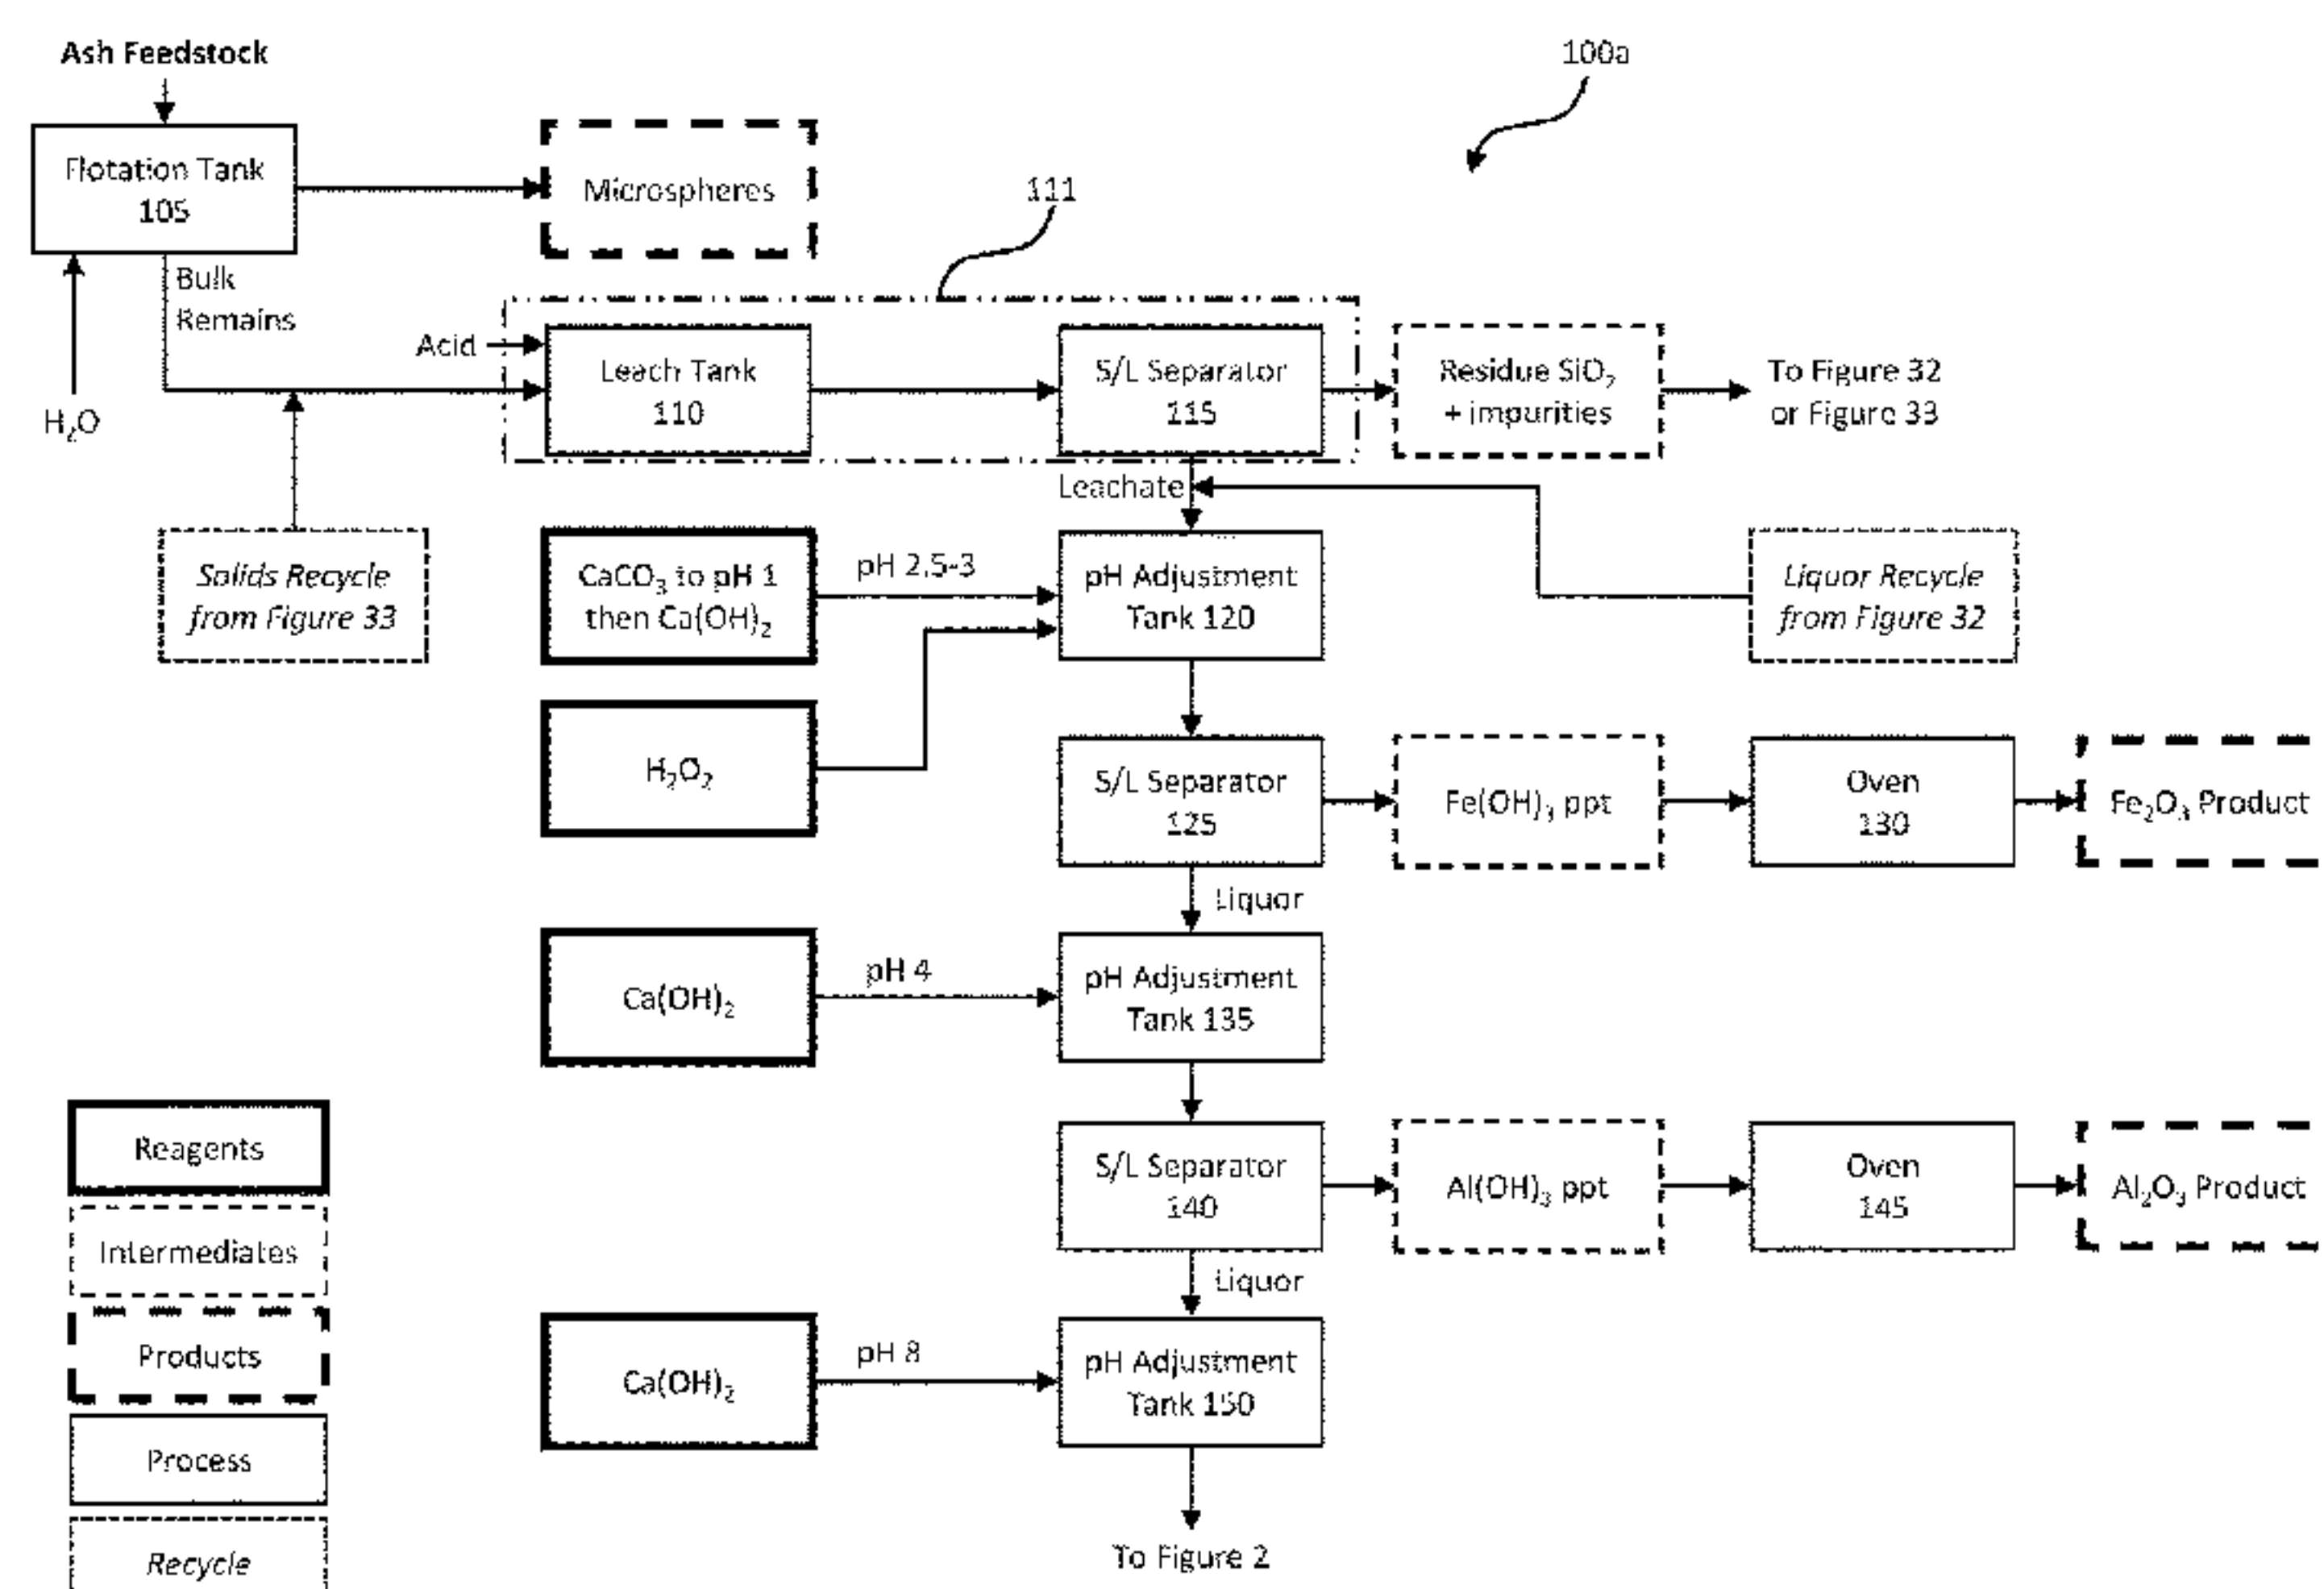 Ash Feedstock
100a
Flotation Tank
105
Microspheres
111
Bulk
Remains
H₂O
Acid
Leach Tank
110
S/L Separator
115
Residue SiO₂
+ impurities
To Figure 32
or Figure 33
Leachate
Solids Recycle
from Figure 33
CaCO₃ to pH 1
then Ca(OH)₂
pH 2.5-3
pH Adjustment
Tank 120
Liquor Recycle
from Figure 32
H₂O₂
S/L Separator
125
Fe(OH)₃ ppt
Oven
130
Fe₂O₃ Product
Liquor
Ca(OH)₂
pH 4
pH Adjustment
Tank 135
S/L Separator
140
Al(OH)₃ ppt
Oven
145
Al₂O₃ Product
Liquor
Ca(OH)₂
pH 8
pH Adjustment
Tank 150
To Figure 2
Reagents
Intermediates
Products
Process
Recycle